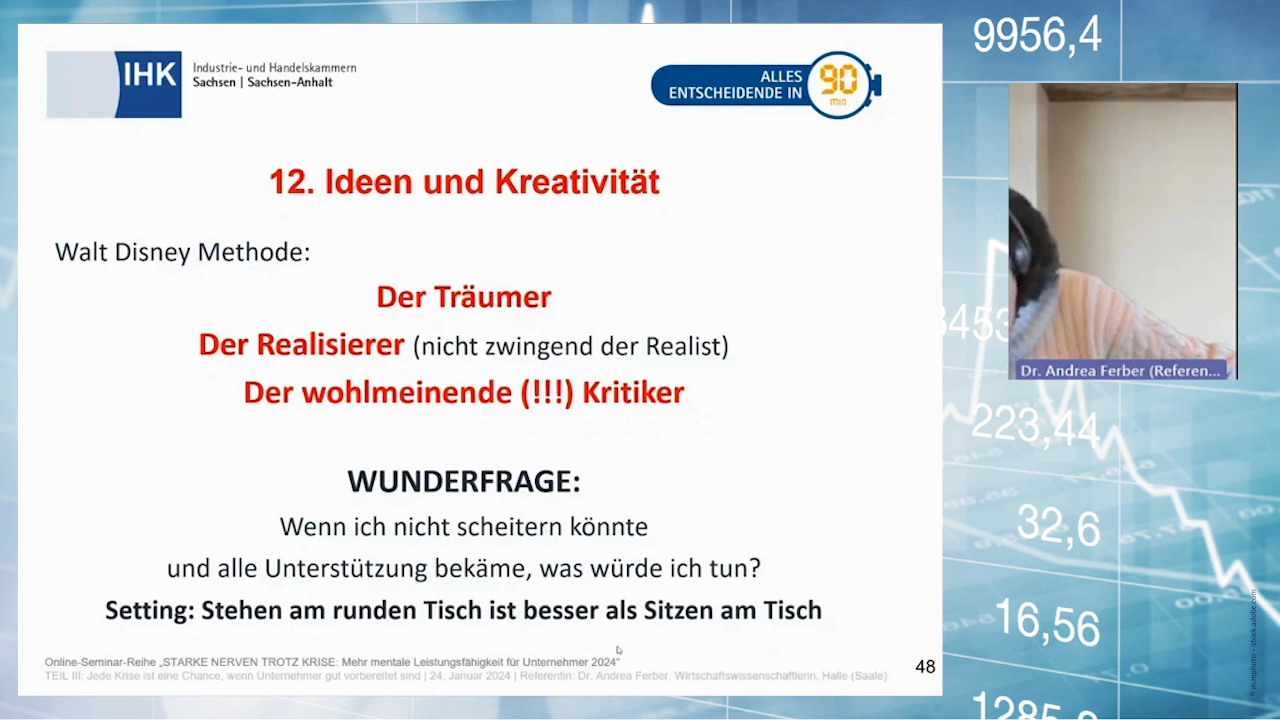 IHK
Industrie- und Handelskammern
Sachsen | Sachsen-Anhalt
ALLES
ENTSCHEIDENDE IN
90
min
12. Ideen und Kreativität
Walt Disney Methode:
Der Träumer
Der Realisierer (nicht zwingend der Realist)
Der wohlmeinende (!!!) Kritiker
WUNDERFRAGE:
Wenn ich nicht scheitern könnte
und alle Unterstützung bekäme, was würde ich tun?
Setting: Stehen am runden Tisch ist besser als Sitzen am Tisch
Online-Seminar-Reihe „STARKE NERVEN TROTZ KRISE: Mehr mentale Leistungsfähigkeit für Unternehmer 2024“
TEIL III: Jede Krise ist eine Chance, wenn Unternehmer gut vorbereitet sind | 24. Januar 2024 | Referentin: Dr. Andrea Ferber, Wirtschaftswissenschaftlerin, Halle (Saale)
48
9956,4
Dr. Andrea Ferber (Referen...
223,44
32,6
16,56